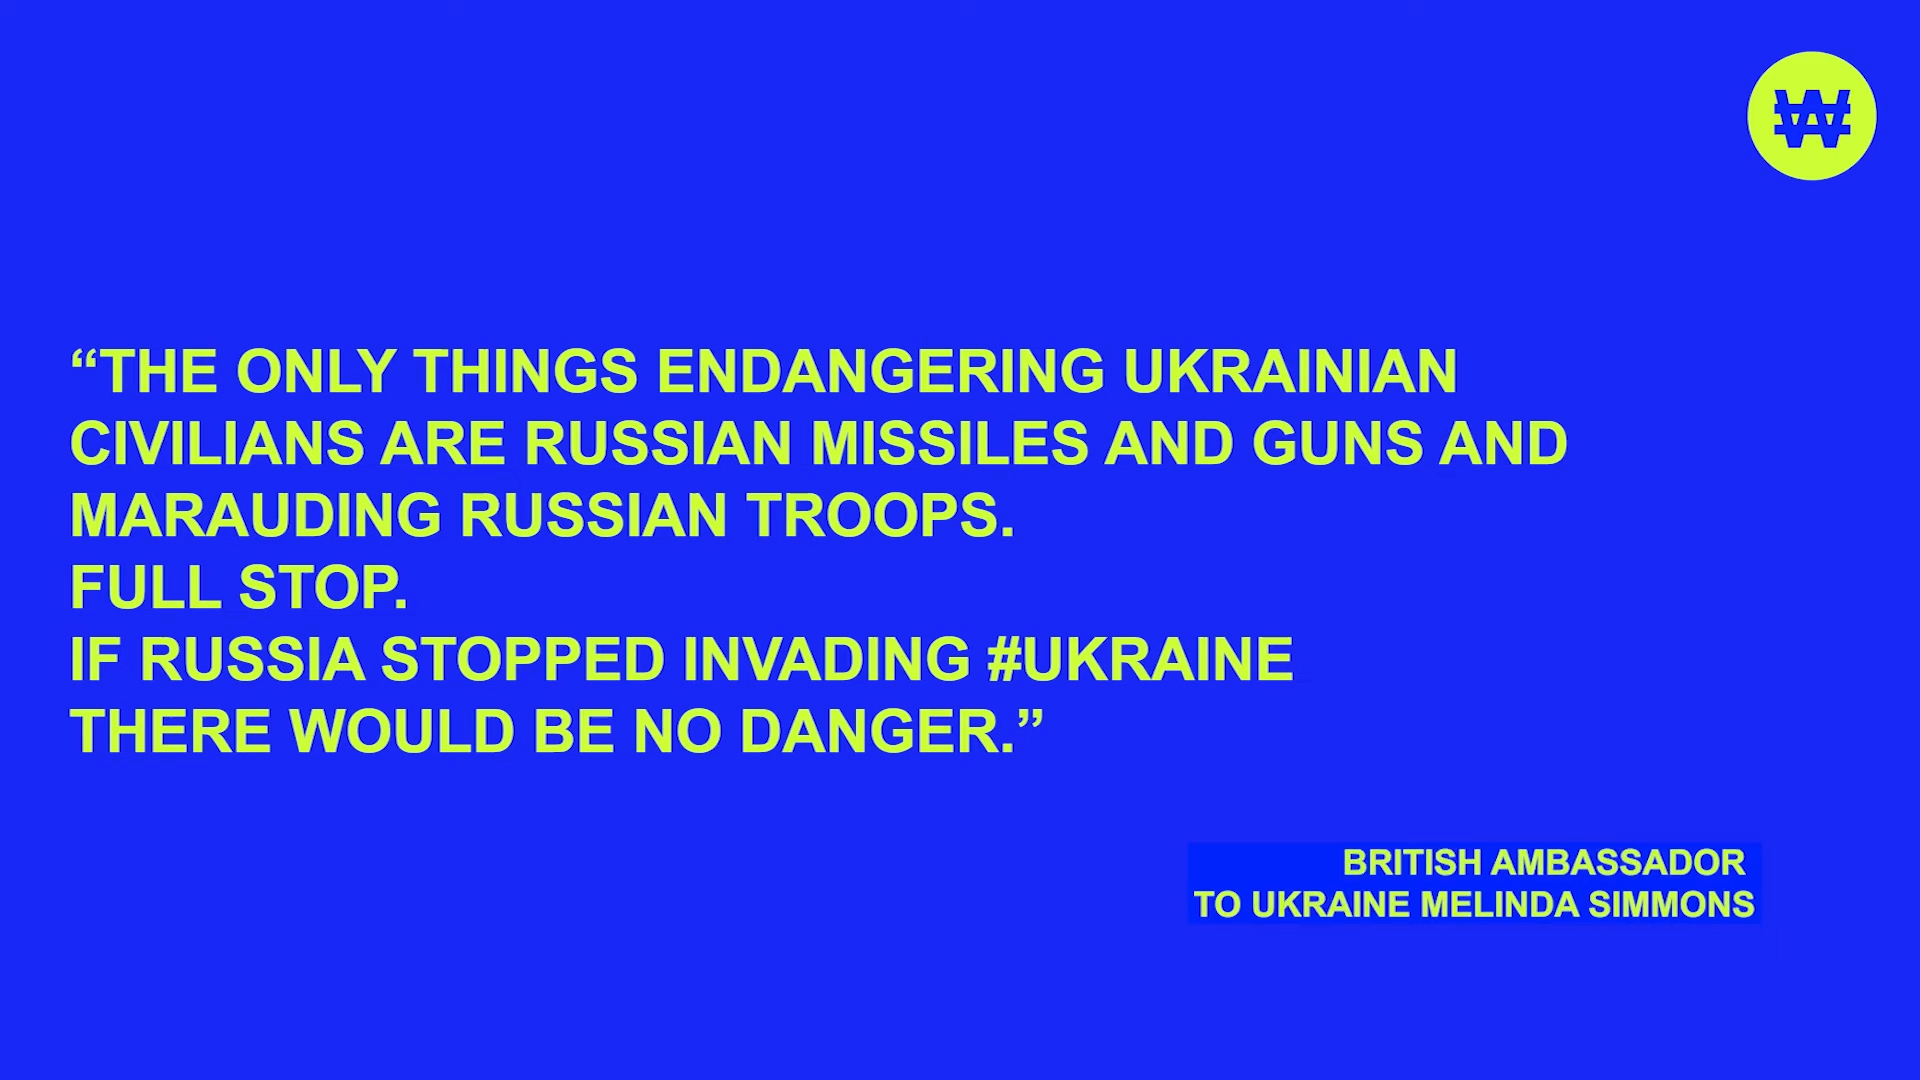 “THE ONLY THINGS ENDANGERING UKRAINIAN
CIVILIANS ARE RUSSIAN MISSILES AND GUNS AND
MARAUDING RUSSIAN TROOPS.
FULL STOP.
IF RUSSIA STOPPED INVADING #UKRAINE
THERE WOULD BE NO DANGER.”
BRITISH AMBASSADOR
TO UKRAINE MELINDA SIMMONS